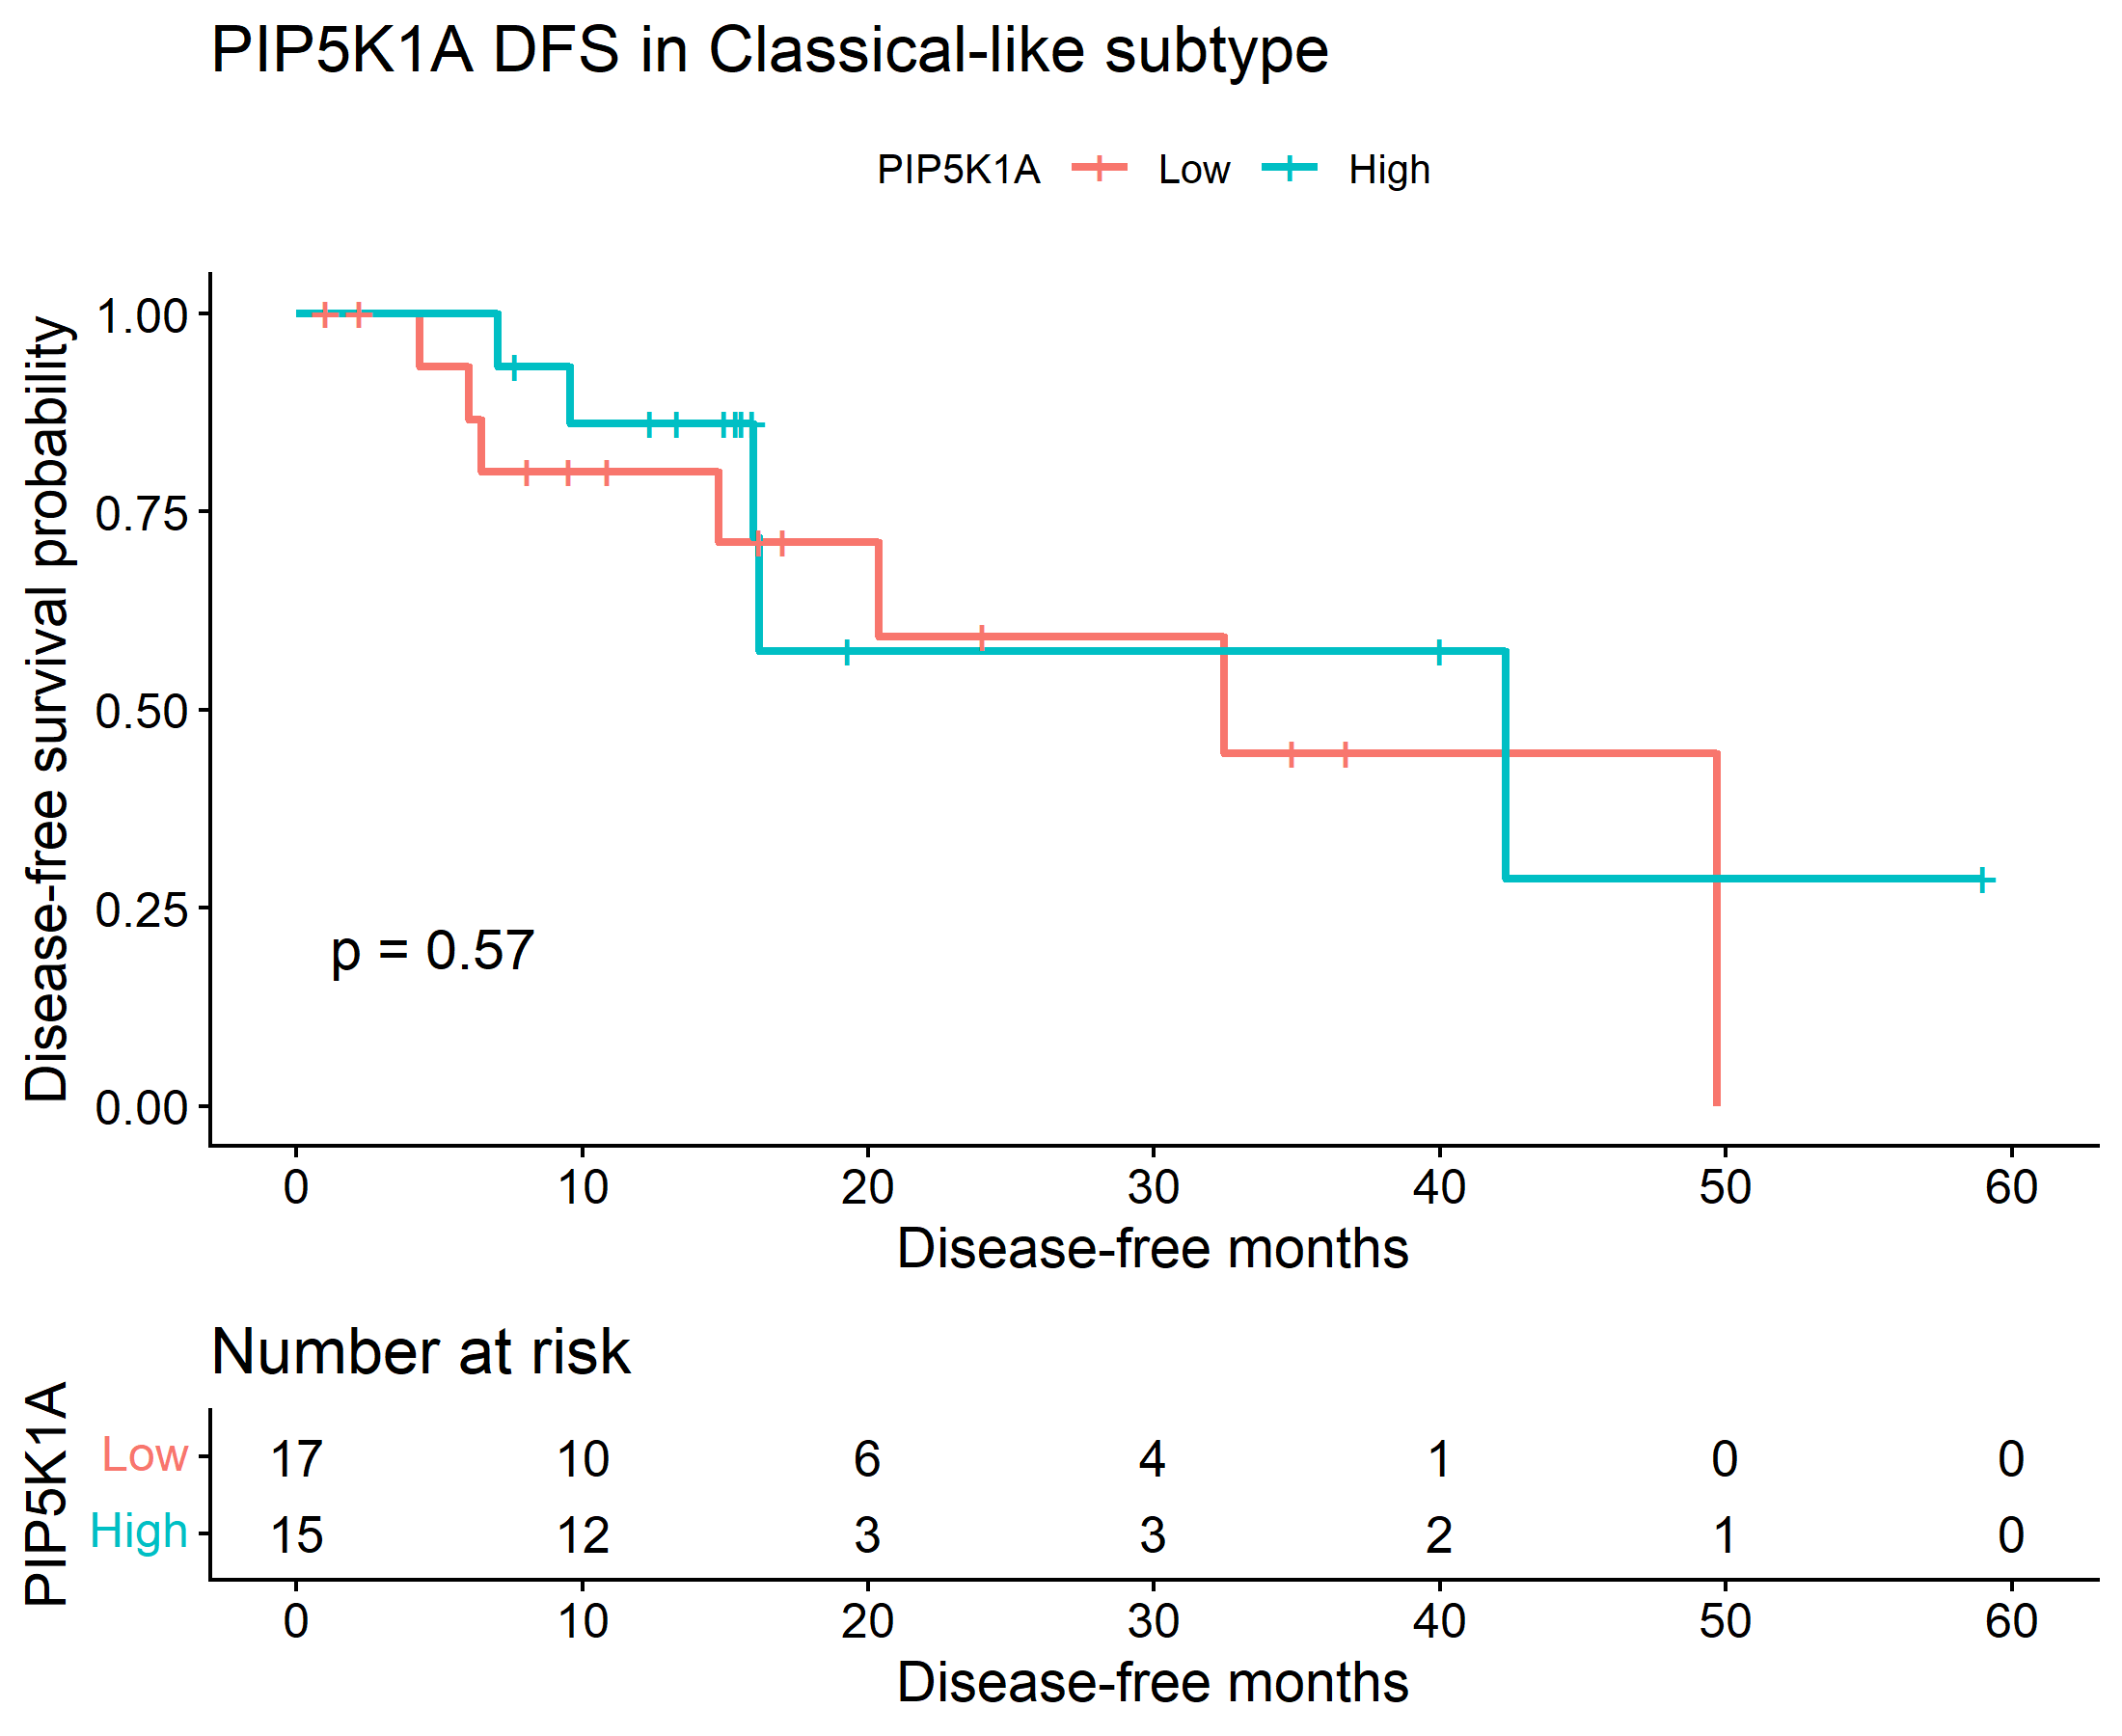 PIP5K1A DFS in Classical-like subtype
PIP5K1A Low High
Disease-free survival probability
1.00
0.75
0.50
0.25
0.00
p = 0.57
0 10 20 30 40 50 60
Disease-free months
Number at risk
PIP5K1A
Low 17 10 6 4 1 0 0
High 15 12 3 3 2 1 0
0 10 20 30 40 50 60
Disease-free months